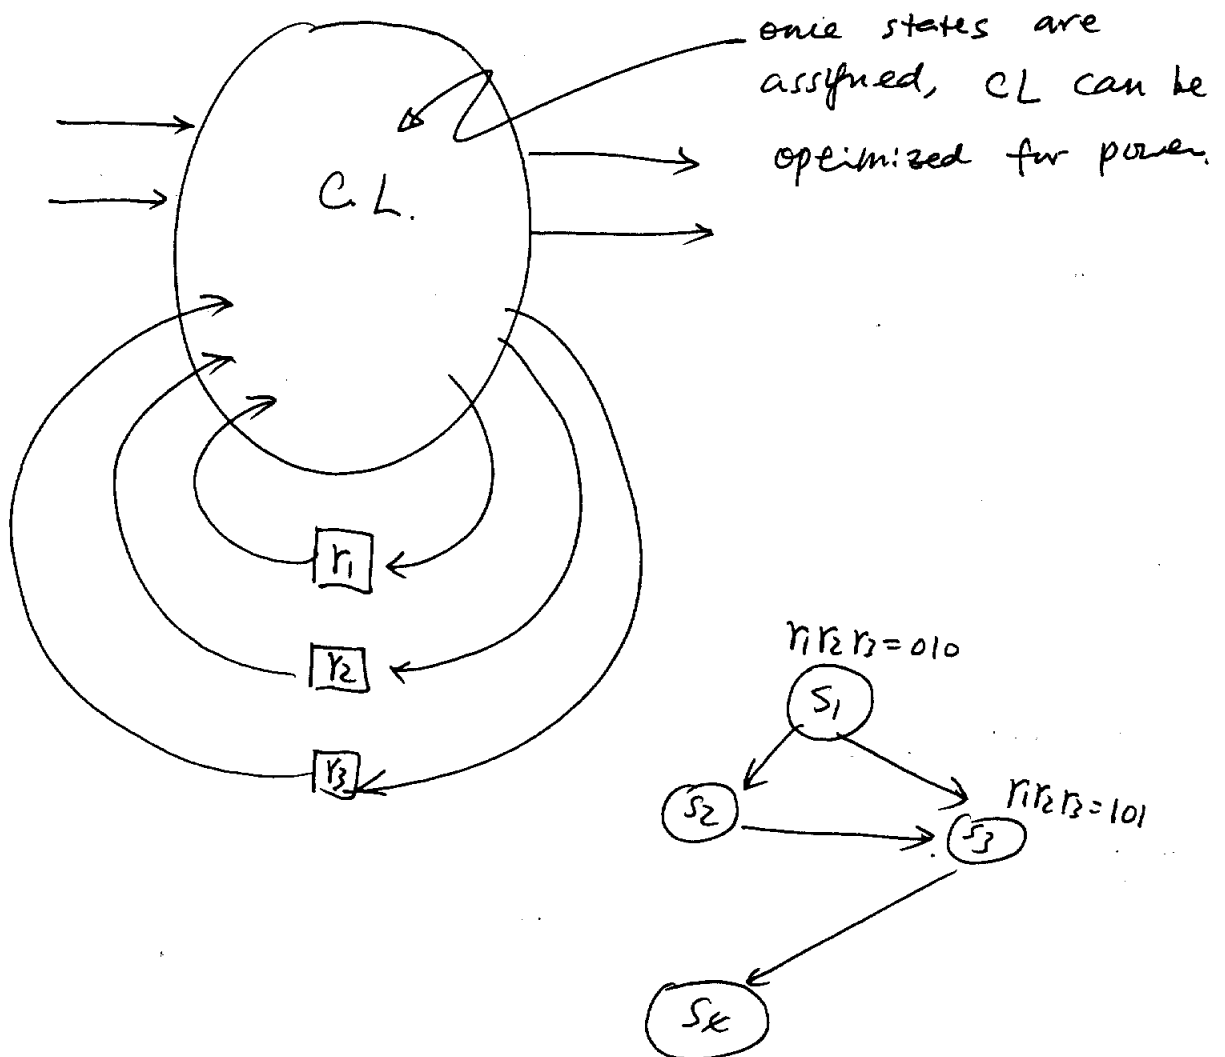 once states are
assigned, CL can be
optimized for power.
C.L.
r1
r2
r3
r1r2r3=010
S1
S2
r1r2r3=101
S3
S4